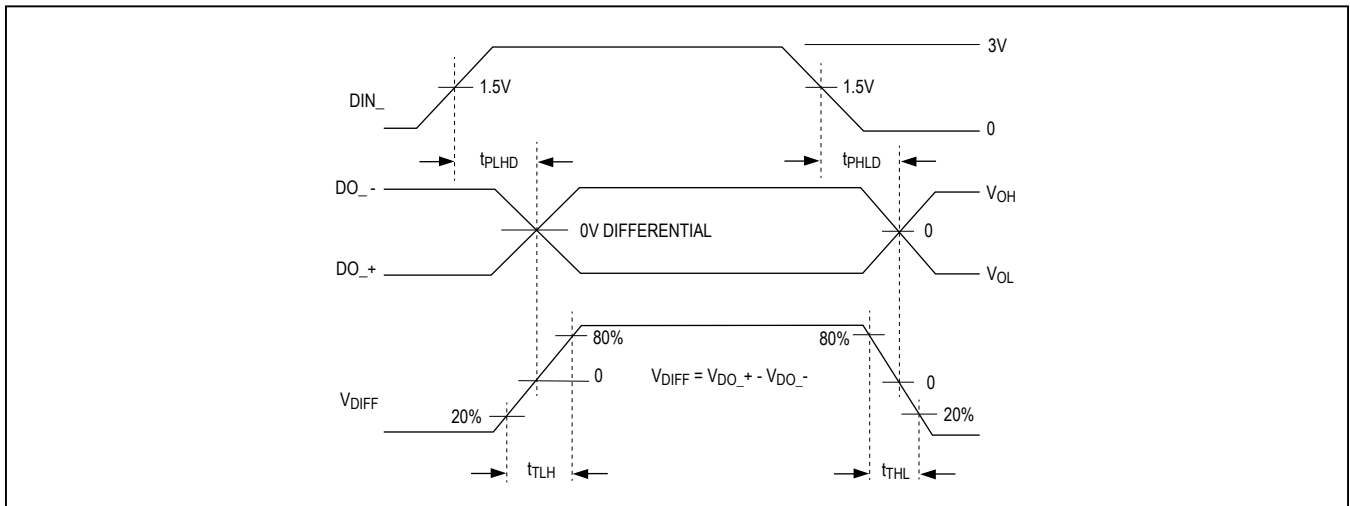 3V
1.5V
1.5V
DIN_
0
tPLHD
tPHLD
DO_ -
VOH
0V DIFFERENTIAL
0
DO_+
VOL
80%
80%
0
VDIFF = VDO_+ - VDO_-
0
VDIFF
20%
20%
tTLH
tTHL